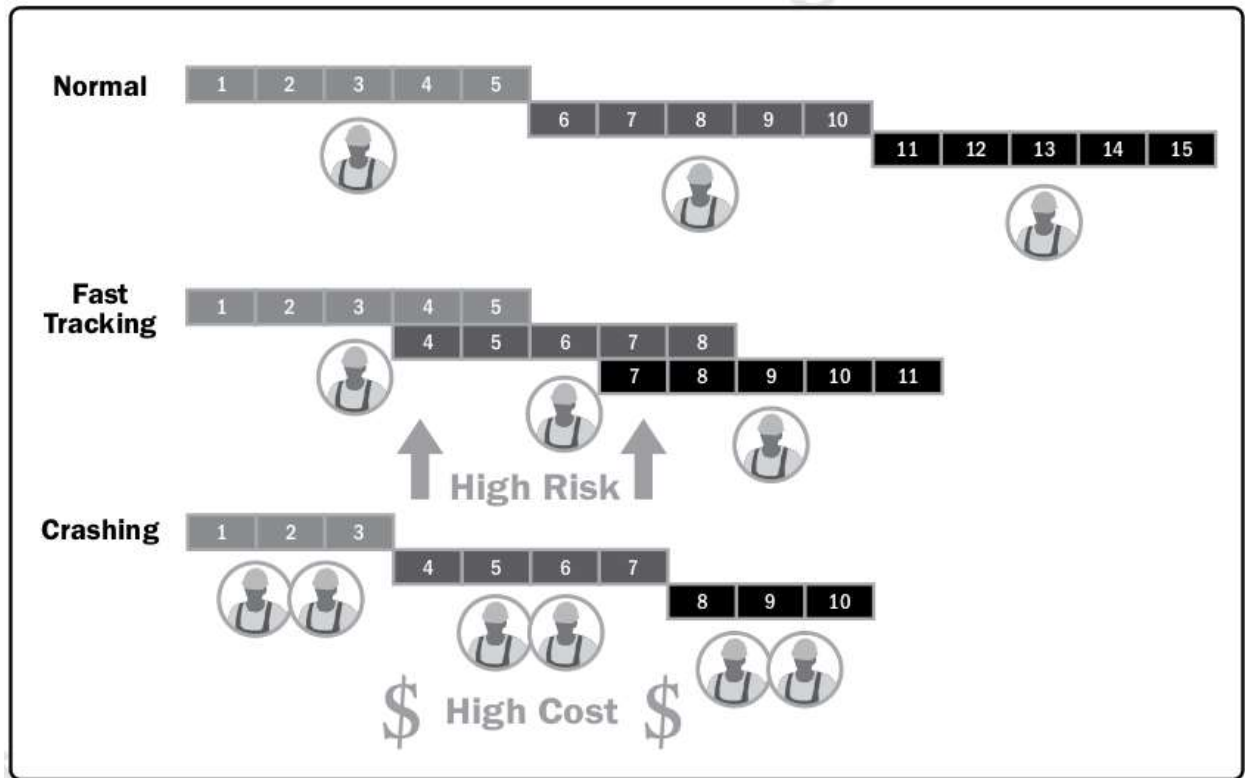 Normal
1 2 3 4 5
6 7 8 9 10
11 12 13 14 15
Fast
Tracking
1 2 3 4 5
4 5 6 7 8
7 8 9 10 11
High Risk
Crashing
1 2 3
4 5 6 7
8 9 10
$ High Cost $